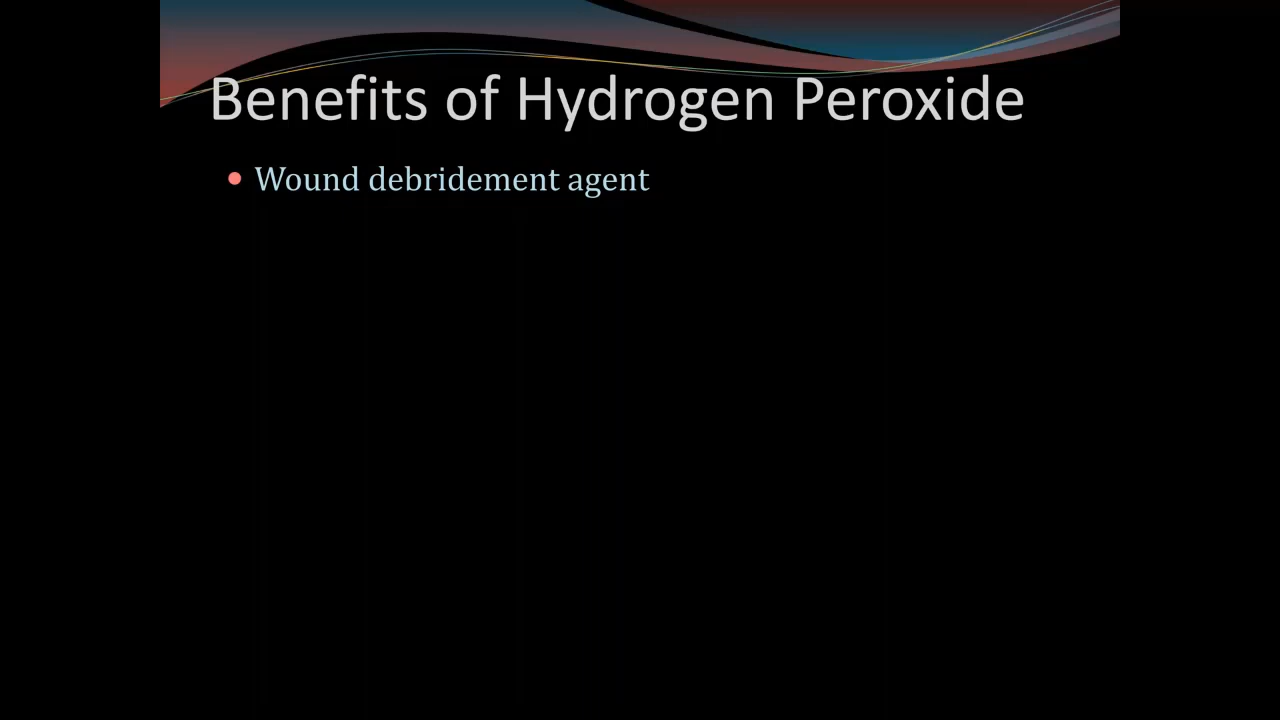 Benefits of Hydrogen Peroxide
• Wound debridement agent